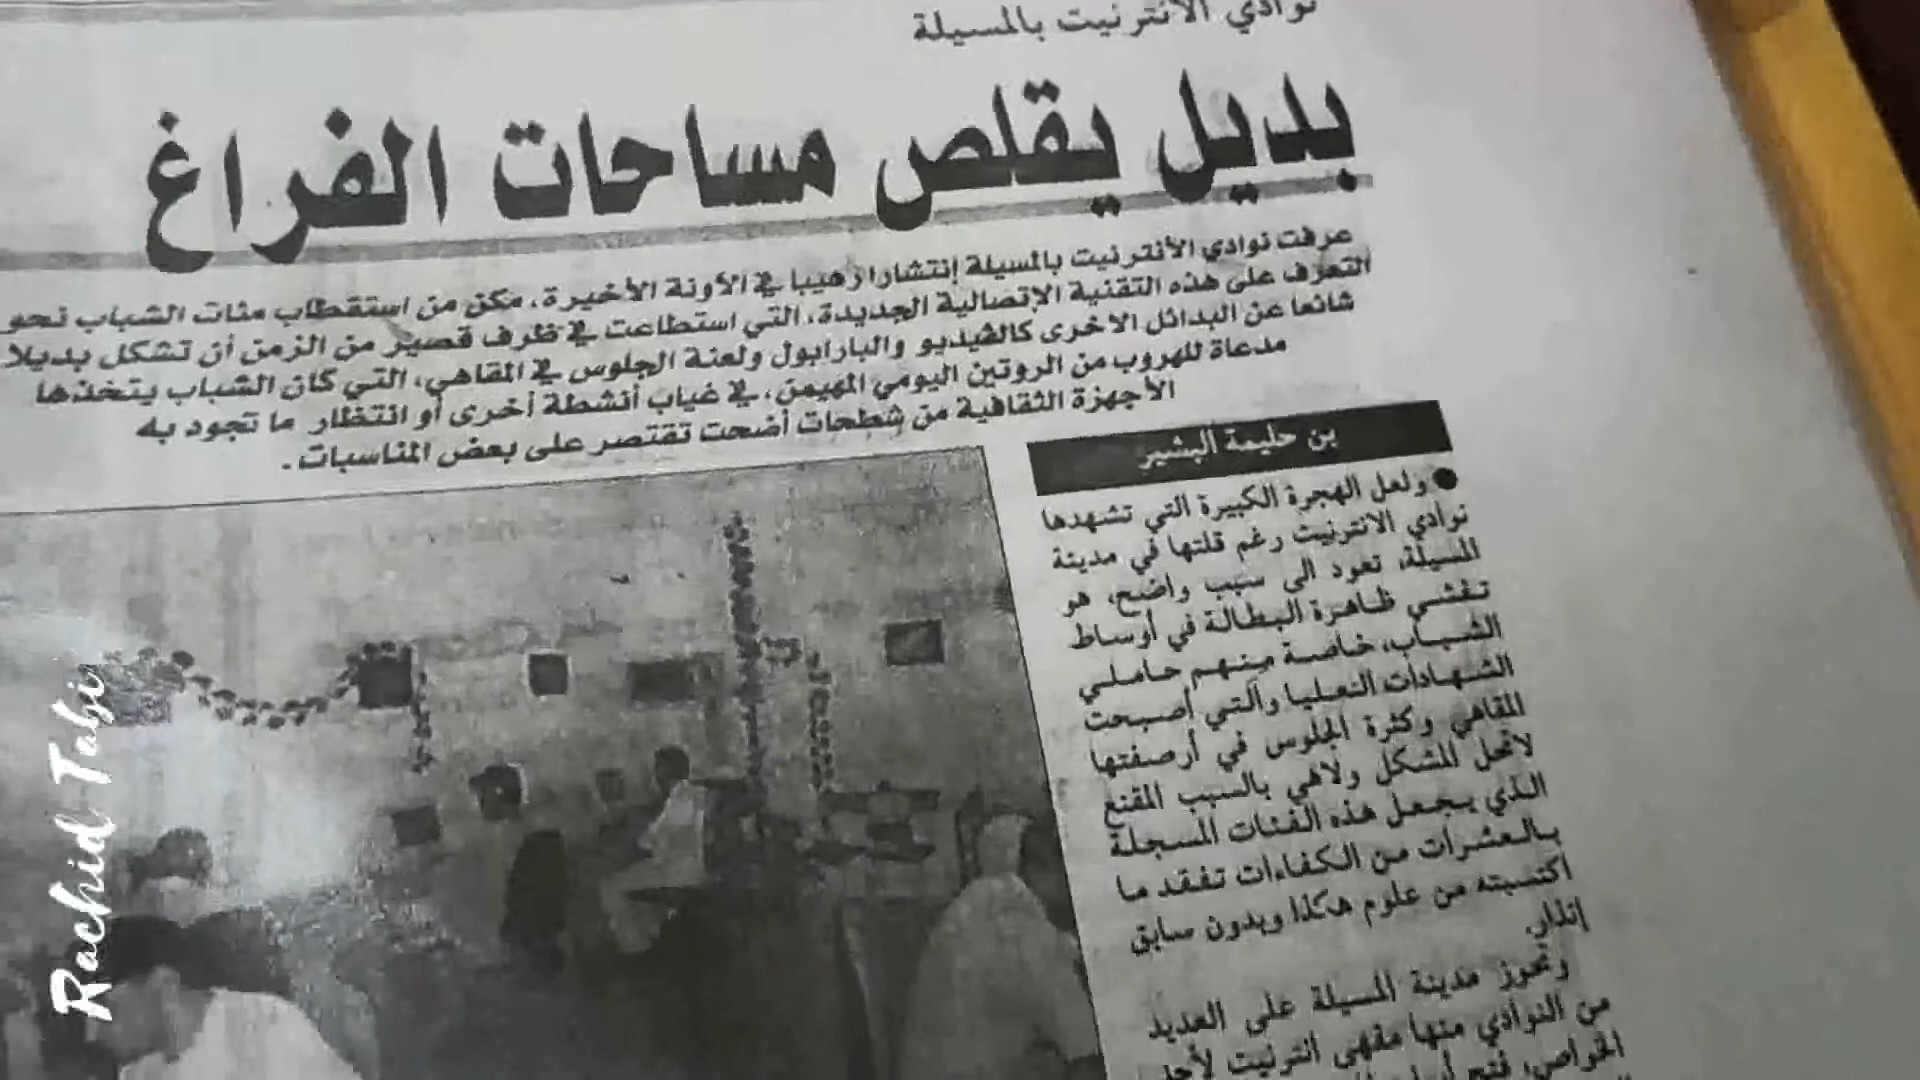 نوادي الانترنيت بالمسيلة
بديل يقلص مساحات الفراغ
عرفت نوادي الأنترنيت بالمسيلة إنتشارا رهيبا في الآونة الأخيرة، مكن من استقطاب مئات الشباب نحو
التعرف على هذه التقنية الإتصالية الجديدة، التي استطاعت في ظرف قصير من الزمن أن تشكل بديلا
شائعا عن البدائل الاخرى كالفيديو والبارابول ولعنة الجلوس في المقاهي، التي كان الشباب يتخذها
مدعاة للهروب من الروتين اليومي المهيمن، في غياب أنشطة أخرى أو انتظار ما تجود به
الأجهزة الثقافية من شطحات أضحت تقتصر على بعض المناسبات.
بن حليمة البشير
● ولعل الهجرة الكبيرة التي تشهدها
نوادي الانترنيت رغم قلتها في مدينة
المسيلة، تعود الى سبب واضح، هو
تفشي ظاهرة البطالة في أوساط
الشباب، خاصة منهم حاملي
الشهادات العليا والتي أصبحت
المقاهي وكثرة الجلوس في أرصفتها
لاتحل المشكل ولاهي بالسبب المقنع
الذي يجعل هذه الفئات المسجلة
بالعشرات من الكفاءات تفقد ما
اكتسبته من علوم هكذا وبدون سابق
إنذار.
وتحوز مدينة المسيلة على العديد
من النوادي منها مقهى انترنيت لأحد
الخواص، فتح
Rachid Tabji